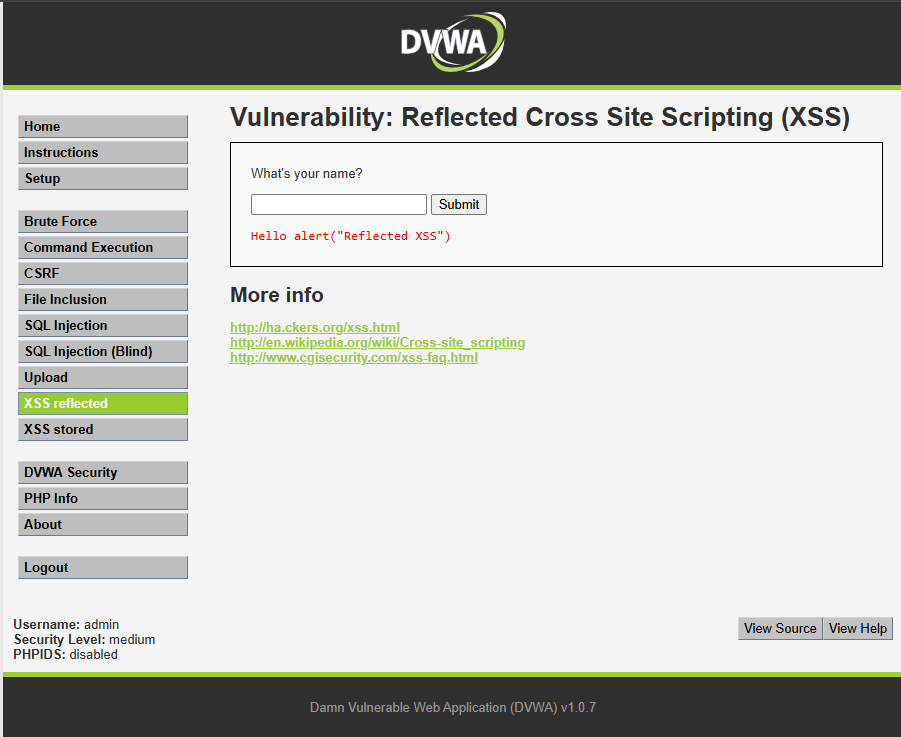 DVWA
Vulnerability: Reflected Cross Site Scripting (XSS)
Home
Instructions
Setup
Brute Force
Command Execution
CSRF
File Inclusion
SQL Injection
SQL Injection (Blind)
Upload
XSS reflected
XSS stored
DVWA Security
PHP Info
About
Logout
What's your name?
Submit
Hello alert("Reflected XSS")
More info
http://ha.ckers.org/xss.html
http://en.wikipedia.org/wiki/Cross-site_scripting
http://www.cgisecurity.com/xss-faq.html
Username: admin
Security Level: medium
PHPIDS: disabled
View Source View Help
Damn Vulnerable Web Application (DVWA) v1.0.7